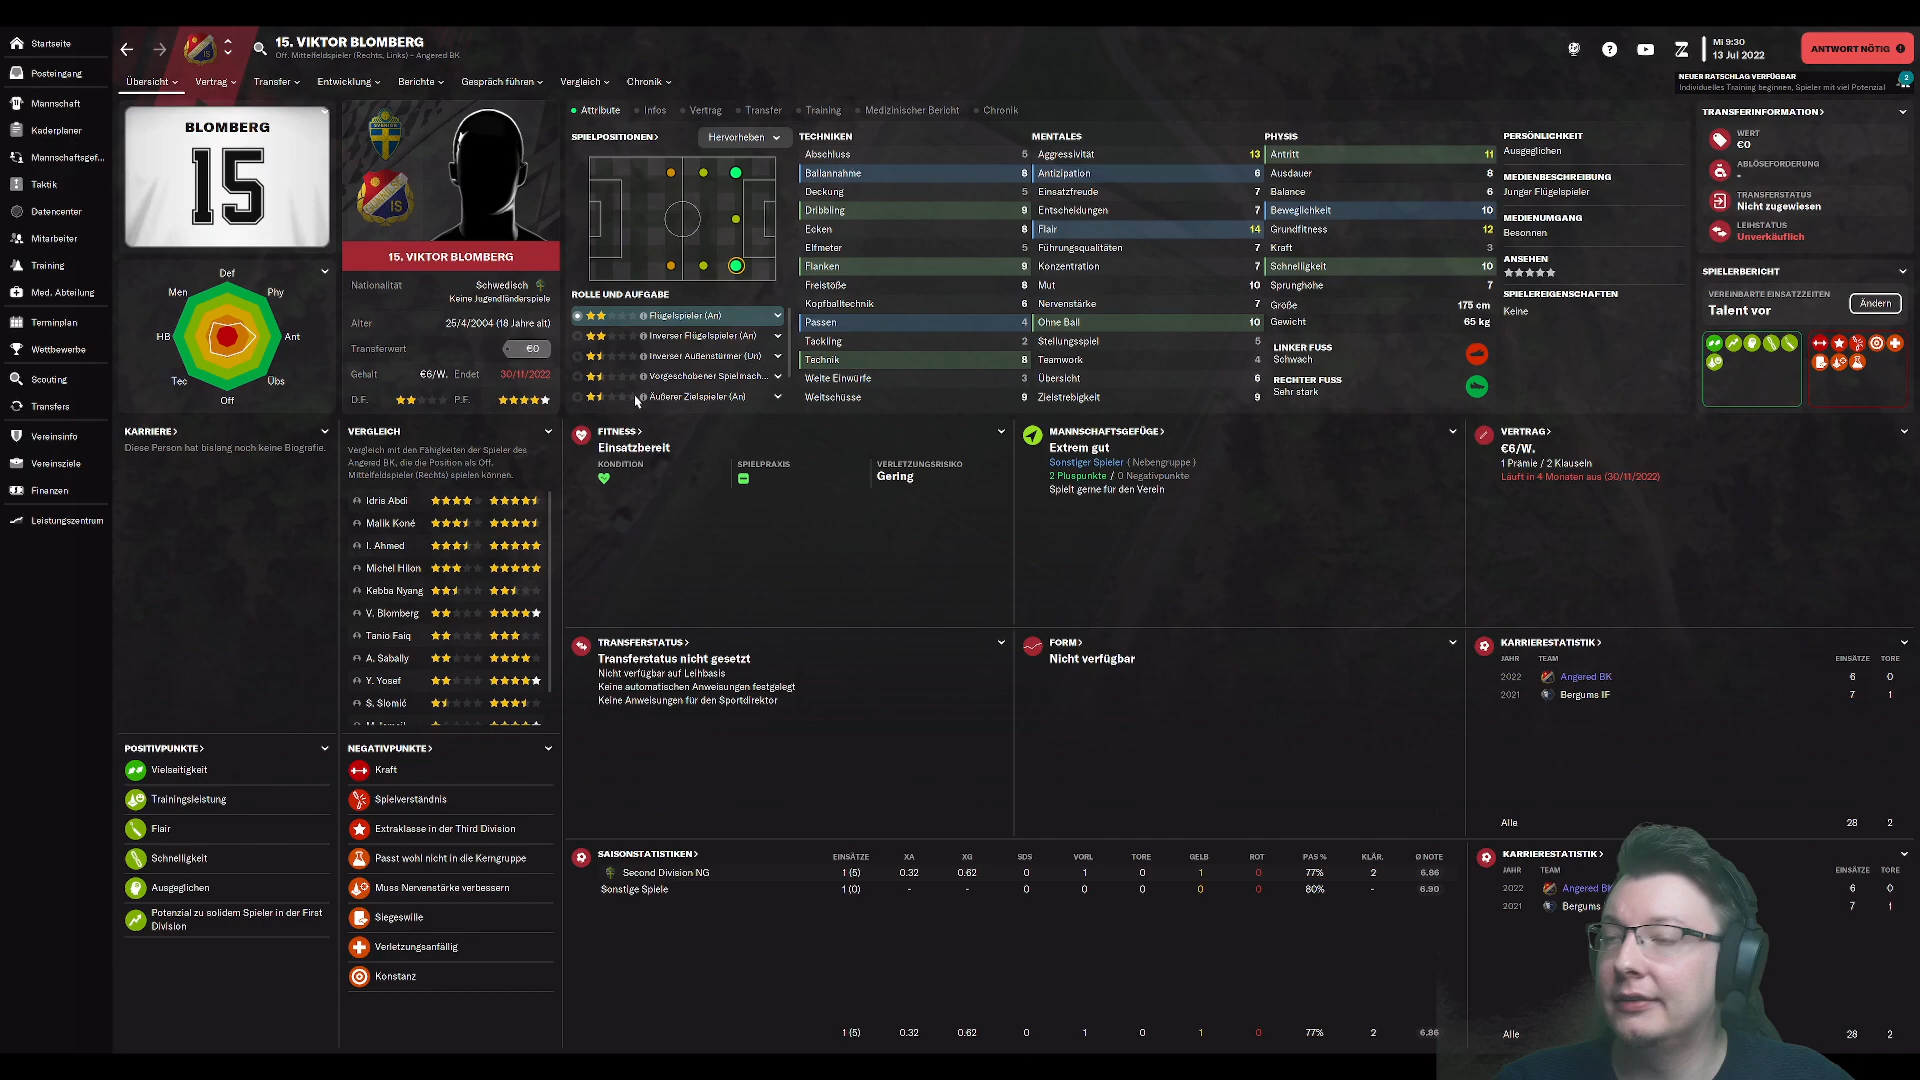 Startseite
Posteingang
Mannschaft
Kaderplaner
Mannschaftsgef...
Taktik
Datencenter
Mitarbeiter
Training
Med. Abteilung
Terminplan
Wettbewerbe
Scouting
Transfers
Vereinsinfo
Vereinsziele
Finanzen
Leistungszentrum
15. VIKTOR BLOMBERG
Off. Mittelfeldspieler (Rechts, Links) – Angered BK
Mi 9:30
13 Jul 2022
ANTWORT NÖTIG
NEUER RATSCHLAG VERFÜGBAR
Individuelles Training beginnen, Spieler mit viel Potenzial
2
Übersicht
Vertrag
Transfer
Entwicklung
Berichte
Gespräch führen
Vergleich
Chronik
BLOMBERG
15
Def
Phy
Ant
Übs
Off
Tec
HB
Men
SVERIGE
IS
15. VIKTOR BLOMBERG
Nationalität Schwedisch
Keine Jugendländerspiele
Alter 25/4/2004 (18 Jahre alt)
Transferwert €0
Gehalt €6/W. Endet 30/11/2022
D.F. P.F.
Attribute Infos Vertrag Transfer Training Medizinischer Bericht Chronik
SPIELPOSITIONEN>
Hervorheben
ROLLE UND AUFGABE
Flügelspieler (An)
Inverser Flügelspieler (An)
Inverser Außenstürmer (Un)
Vorgeschobener Spielmach...
Äußerer Zielspieler (An)
TECHNIKEN
Abschluss 5
Ballannahme 8
Deckung 5
Dribbling 9
Ecken 8
Elfmeter 5
Flanken 9
Freistöße 8
Kopfballtechnik 6
Passen 4
Tackling 2
Technik 8
Weite Einwürfe 3
Weitschüsse 9
MENTALES
Aggressivität 13
Antizipation 6
Einsatzfreude 7
Entscheidungen 7
Flair 14
Führungsqualitäten 7
Konzentration 7
Mut 10
Nervenstärke 7
Ohne Ball 10
Stellungsspiel 5
Teamwork 4
Übersicht 6
Zielstrebigkeit 9
PHYSIS
Antritt 11
Ausdauer 8
Balance 6
Beweglichkeit 10
Grundfitness 12
Kraft 3
Schnelligkeit 10
Sprunghöhe 7
Größe 175 cm
Gewicht 65 kg
LINKER FUSS
Schwach
RECHTER FUSS
Sehr stark
PERSÖNLICHKEIT
Ausgeglichen
MEDIENBESCHREIBUNG
Junger Flügelspieler
MEDIENUMGANG
Besonnen
ANSEHEN
SPIELEREIGENSCHAFTEN
Keine
TRANSFERINFORMATION>
WERT
€0
ABLÖSEFORDERUNG
-
TRANSFERSTATUS
Nicht zugewiesen
LEIHSTATUS
Unverkäuflich
SPIELERBERICHT
VEREINBARTE EINSATZZEITEN
Talent vor
Ändern
KARRIERE>
Diese Person hat bislang noch keine Biografie.
VERGLEICH
Vergleich mit den Fähigkeiten der Spieler des
Angered BK, die die Position als Off.
Mittelfeldspieler (Rechts) spielen können.
Idris Abdi
Malik Koné
I. Ahmed
Michel Hilon
Kebba Nyang
V. Blomberg
Tanio Faiq
A. Sabally
Y. Yosef
S. Slomić
FITNESS>
Einsatzbereit
KONDITION SPIELPRAXIS VERLETZUNGSRISIKO
Gering
MANNSCHAFTSGEFÜGE>
Extrem gut
Sonstiger Spieler ( Nebengruppe )
2 Pluspunkte / 0 Negativpunkte
Spielt gerne für den Verein
VERTRAG>
€6/W.
1 Prämie / 2 Klauseln
Läuft in 4 Monaten aus (30/11/2022)
TRANSFERSTATUS>
Transferstatus nicht gesetzt
Nicht verfügbar auf Leihbasis
Keine automatischen Anweisungen festgelegt
Keine Anweisungen für den Sportdirektor
FORM>
Nicht verfügbar
KARRIERESTATISTIK>
JAHR TEAM EINSÄTZE TORE
2022 Angered BK 6 0
2021 Bergums IF 7 1
Alle 28 2
POSITIVPUNKTE>
Vielseitigkeit
Trainingsleistung
Flair
Schnelligkeit
Ausgeglichen
Potenzial zu solidem Spieler in der First
Division
NEGATIVPUNKTE>
Kraft
Spielverständnis
Extraklasse in der Third Division
Passt wohl nicht in die Kerngruppe
Muss Nervenstärke verbessern
Siegeswille
Verletzungsanfällig
Konstanz
SAISONSTATISTIKEN>
EINSÄTZE XA XG SDS VORL TORE GELB ROT PAS % KLÄR. Ø NOTE
Second Division NG 1 (5) 0.32 0.62 0 1 0 1 0 77% 2 6.86
Sonstige Spiele 1 (0) - - 0 0 0 0 0 80% - 6.90
1 (5) 0.32 0.62 0 1 0 1 0 77% 2 6.86
KARRIERESTATISTIK>
JAHR TEAM EINSÄTZE TORE
2022 Angered BK 6 0
2021 Bergums 7 1
Alle 28 2